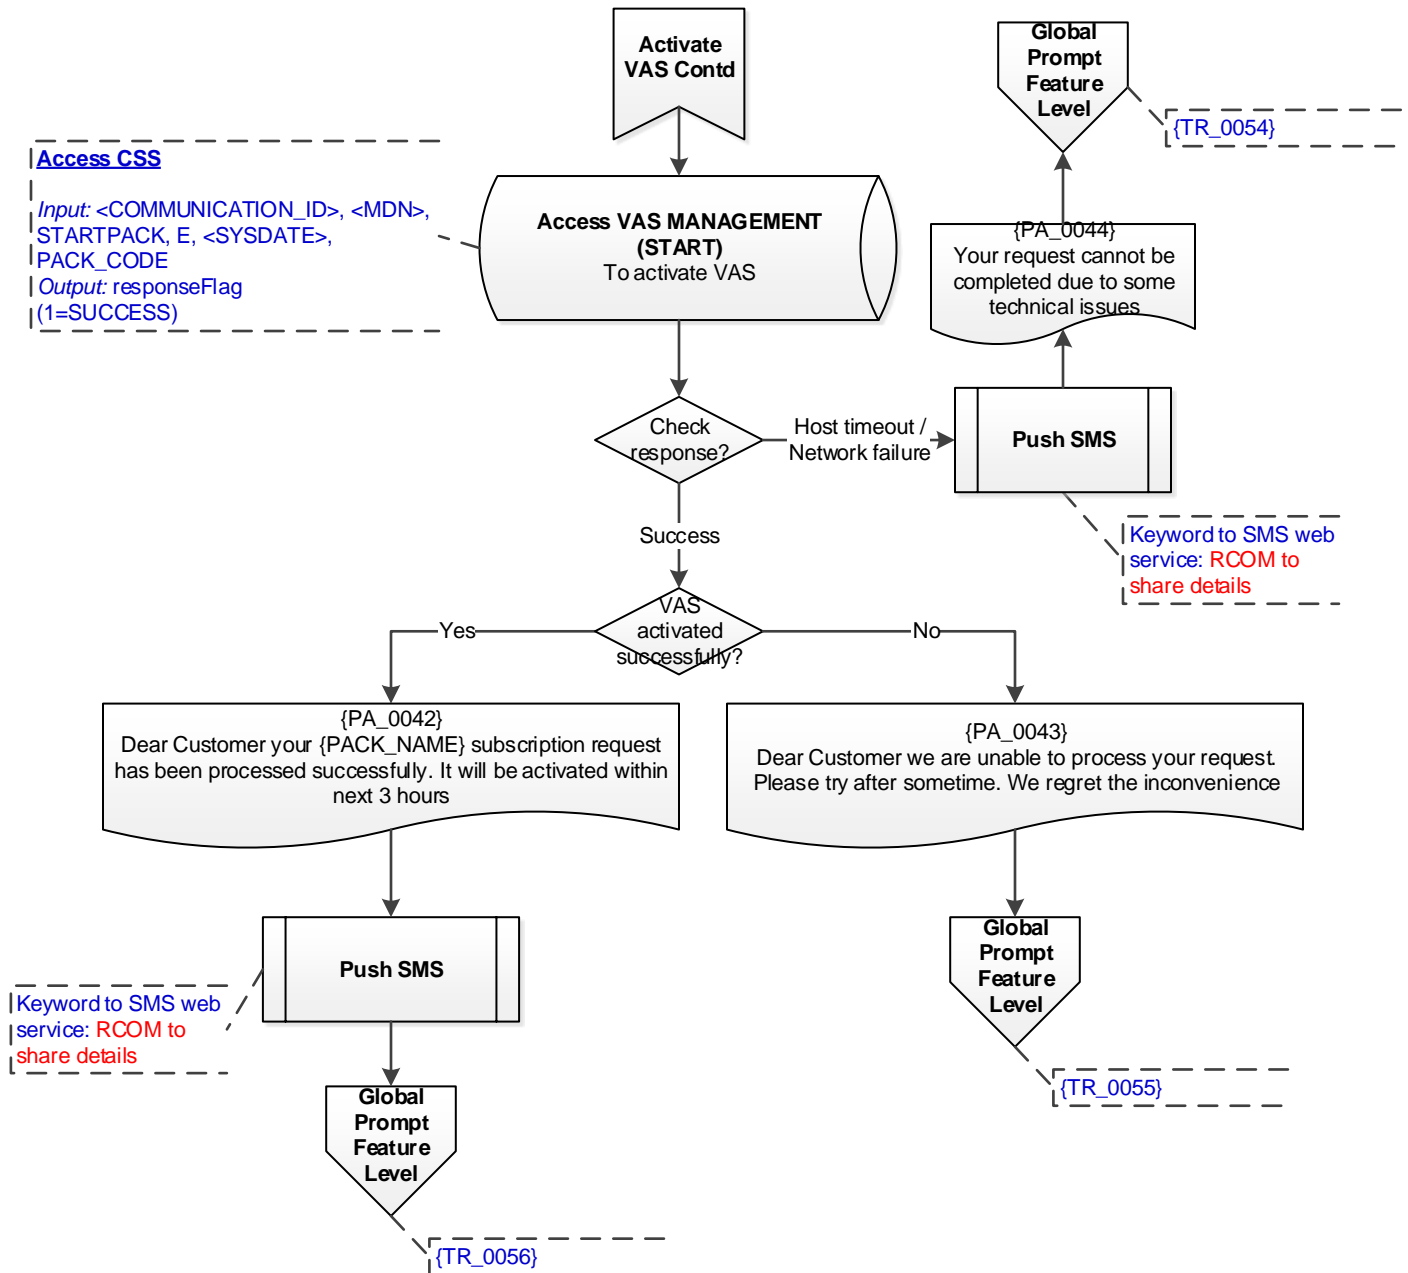 Activate
VAS Contd
Global
Prompt
Feature
Level
{TR_0054}
Access CSS
Input: <COMMUNICATION_ID>, <MDN>,
STARTPACK, E, <SYSDATE>,
PACK_CODE
Output: responseFlag
(1=SUCCESS)
Access VAS MANAGEMENT
(START)
To activate VAS
{PA_0044}
Your request cannot be
completed due to some
technical issues
Check
response?
Host timeout /
Network failure
Push SMS
Keyword to SMS web
service: RCOM to
share details
Success
VAS
activated
successfully?
Yes
No
{PA_0042}
Dear Customer your {PACK_NAME} subscription request
has been processed successfully. It will be activated within
next 3 hours
{PA_0043}
Dear Customer we are unable to process your request.
Please try after sometime. We regret the inconvenience
Push SMS
Keyword to SMS web
service: RCOM to
share details
Global
Prompt
Feature
Level
{TR_0055}
Global
Prompt
Feature
Level
{TR_0056}